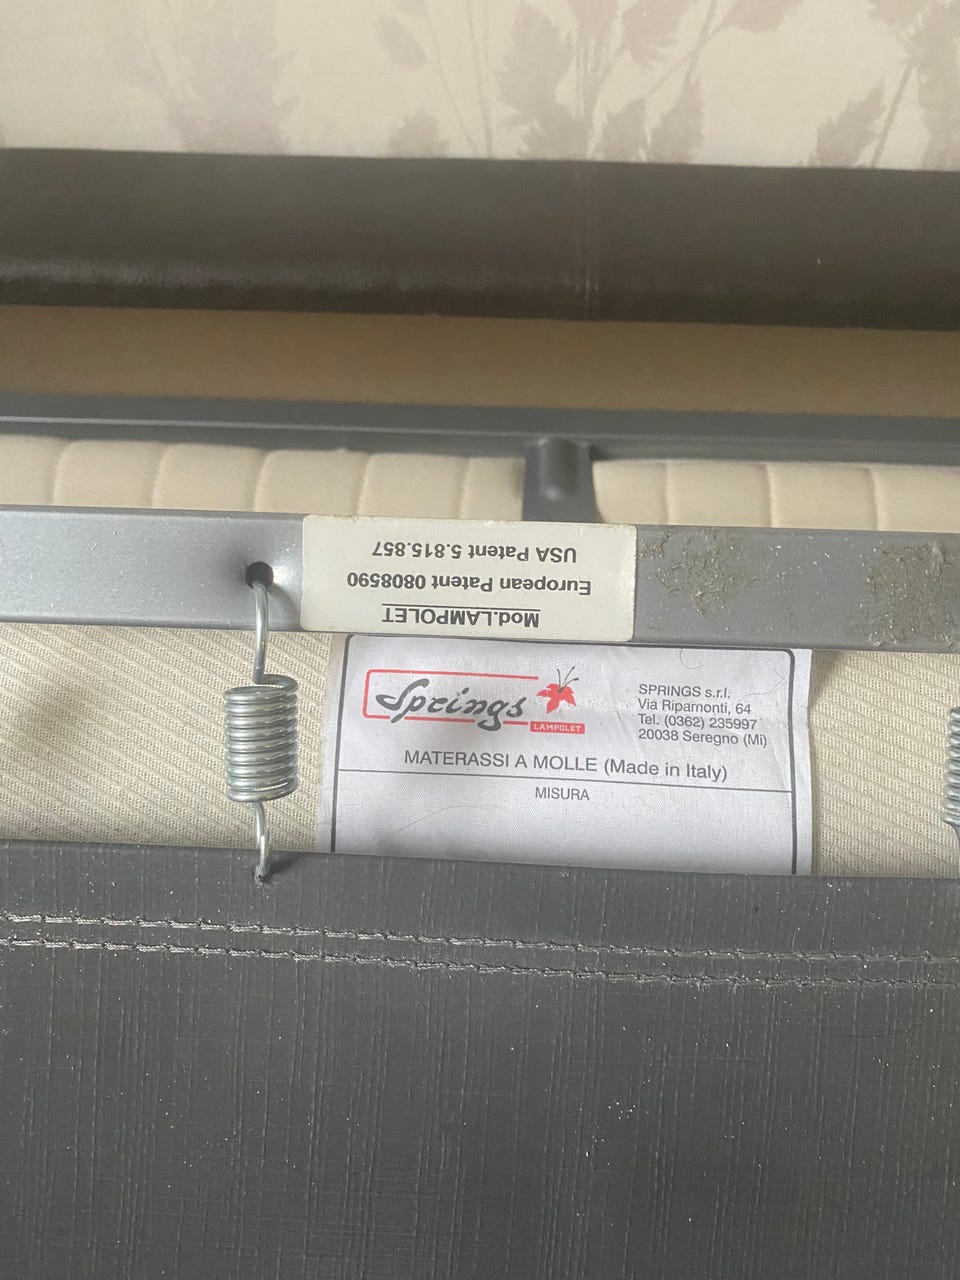 Mod.LAMPOLET
European Patent 0808590
USA Patent 5.815.857
Springs
LAMPOLET
SPRINGS s.r.l.
Via Ripamonti, 64
Tel. (0362) 235997
20038 Seregno (Mi)
MATERASSI A MOLLE (Made in Italy)
MISURA